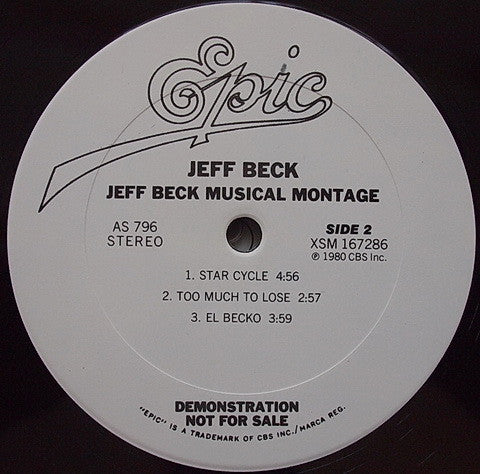 Epic
JEFF BECK
JEFF BECK MUSICAL MONTAGE
AS 796
STEREO
SIDE 2
XSM 167286
℗ 1980 CBS Inc.
1. STAR CYCLE 4:56
2. TOO MUCH TO LOSE 2:57
3. EL BECKO 3:59
DEMONSTRATION
NOT FOR SALE
"EPIC" IS A TRADEMARK OF CBS INC./MARCA REG.